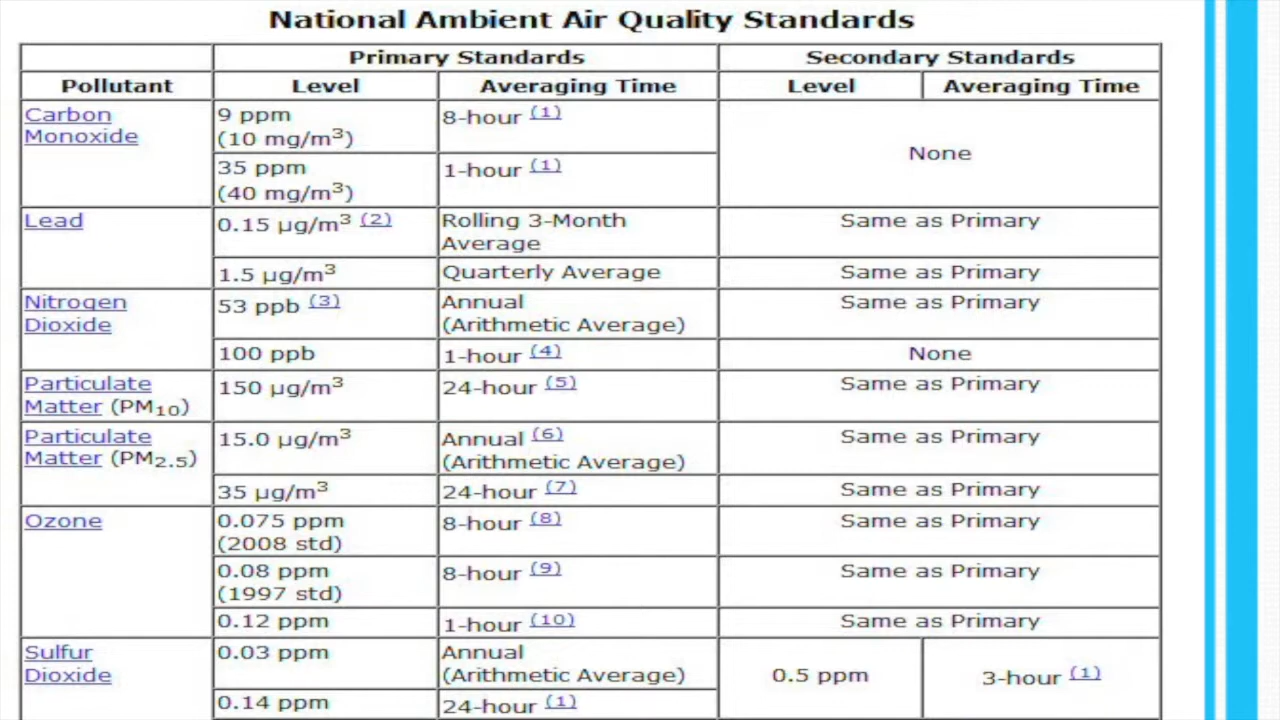 National Ambient Air Quality Standards
Primary Standards Secondary Standards
Pollutant Level Averaging Time Level Averaging Time
Carbon Monoxide
9 ppm
(10 mg/m³)
8-hour (1)
None
35 ppm
(40 mg/m³)
1-hour (1)
Lead
0.15 µg/m³ (2)
Rolling 3-Month
Average
Same as Primary
1.5 µg/m³
Quarterly Average
Same as Primary
Nitrogen
Dioxide
53 ppb (3)
Annual
(Arithmetic Average)
Same as Primary
100 ppb
1-hour (4)
None
Particulate
Matter (PM₁₀)
150 µg/m³
24-hour (5)
Same as Primary
Particulate
Matter (PM₂.₅)
15.0 µg/m³
Annual (6)
(Arithmetic Average)
Same as Primary
35 µg/m³
24-hour (7)
Same as Primary
Ozone
0.075 ppm
(2008 std)
8-hour (8)
Same as Primary
0.08 ppm
(1997 std)
8-hour (9)
Same as Primary
0.12 ppm
1-hour (10)
Same as Primary
Sulfur
Dioxide
0.03 ppm
Annual
(Arithmetic Average)
0.5 ppm
3-hour (1)
0.14 ppm
24-hour (1)